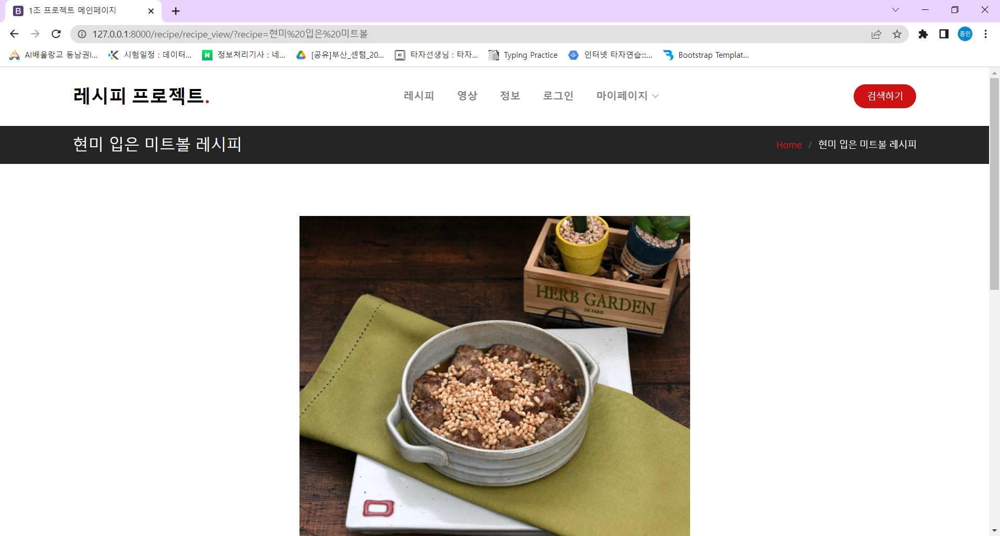 B 1조 프로젝트 메인페이지
127.0.0.1:8000/recipe/recipe_view/?recipe=현미%20입은%20미트볼
종민
AI배울랑교 동남권I... 시험일정 : 데이터... N 정보처리기사 : 네... [공유]부산_센텀_20... E 타자선생님 : 타자... Typing Practice 인터넷 타자연습:::... Bootstrap Templat...
레시피 프로젝트. 레시피 영상 정보 로그인 마이페이지 검색하기
현미 입은 미트볼 레시피 Home / 현미 입은 미트볼 레시피
HERB GARDEN
DE PARIS